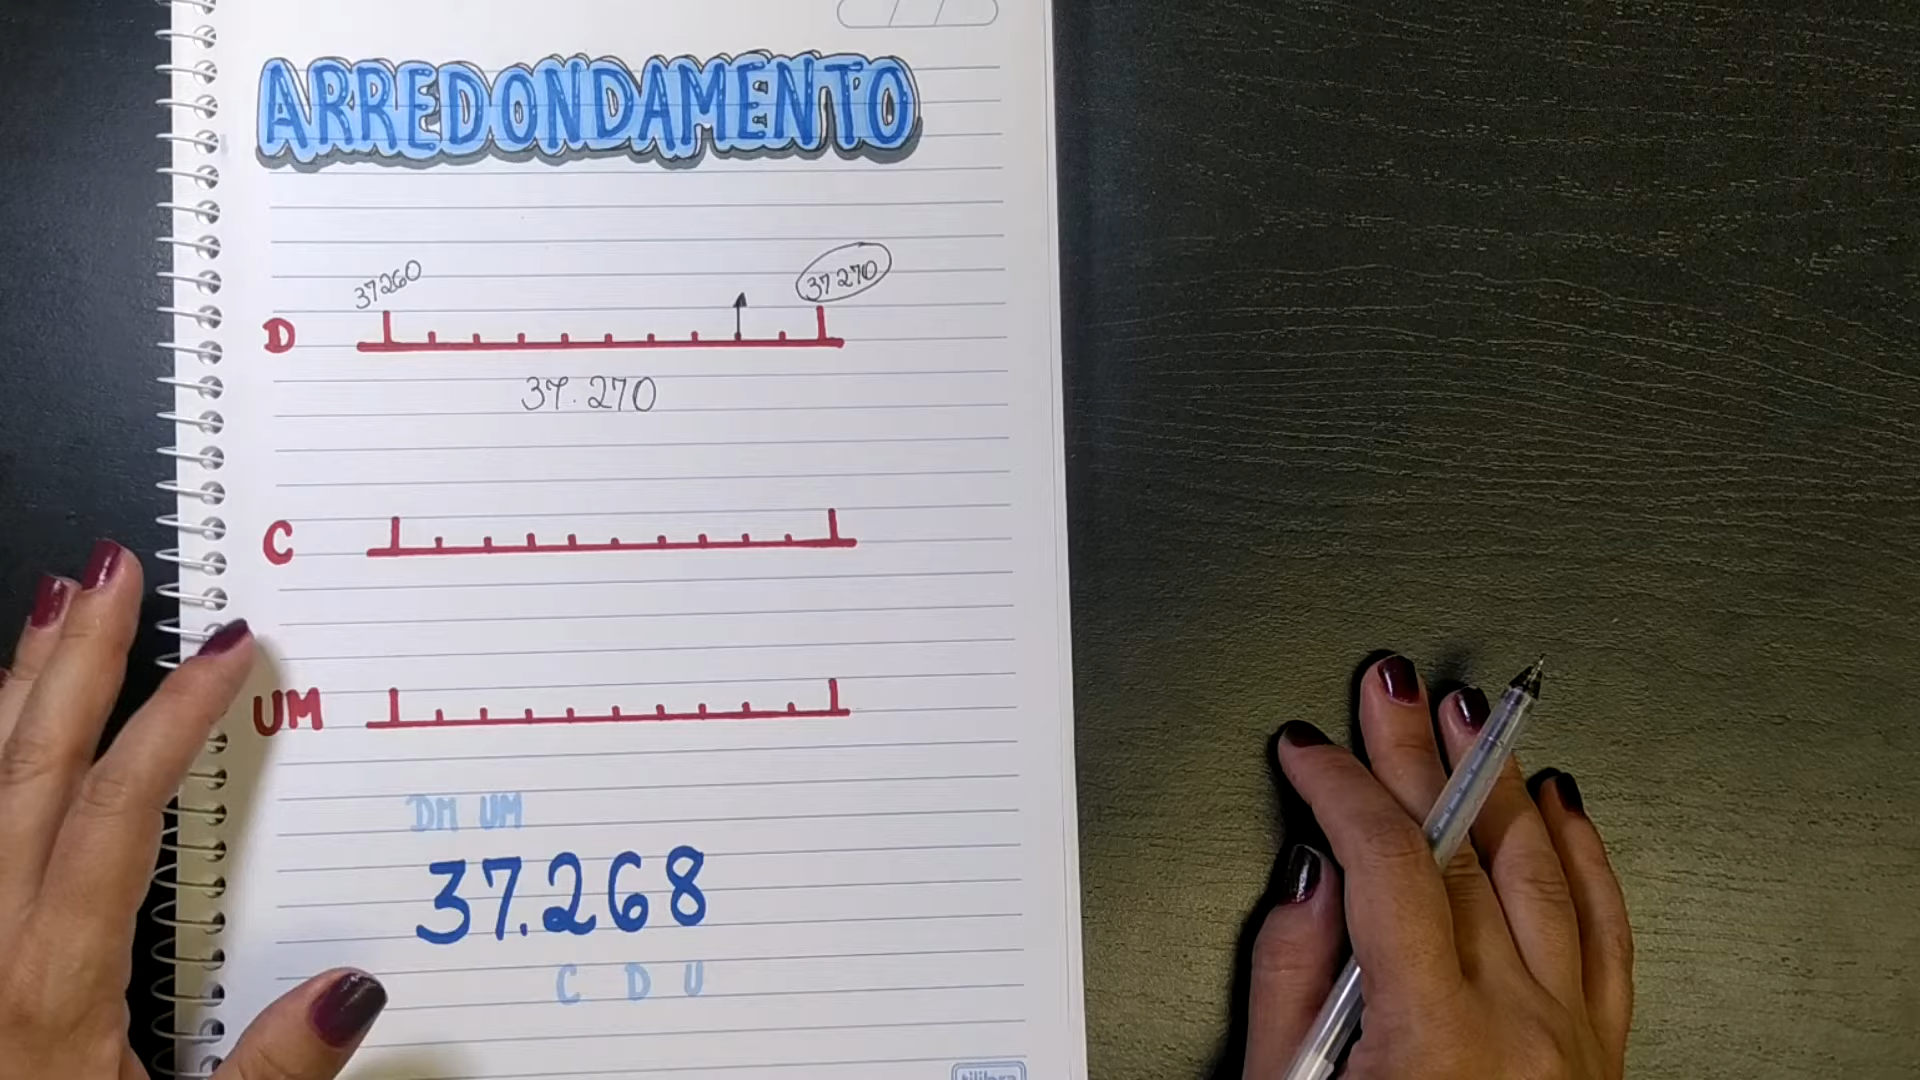 ARREDONDAMENTO
37260 37270
D
37.270
C
UM
DM UM
37.268
C D U